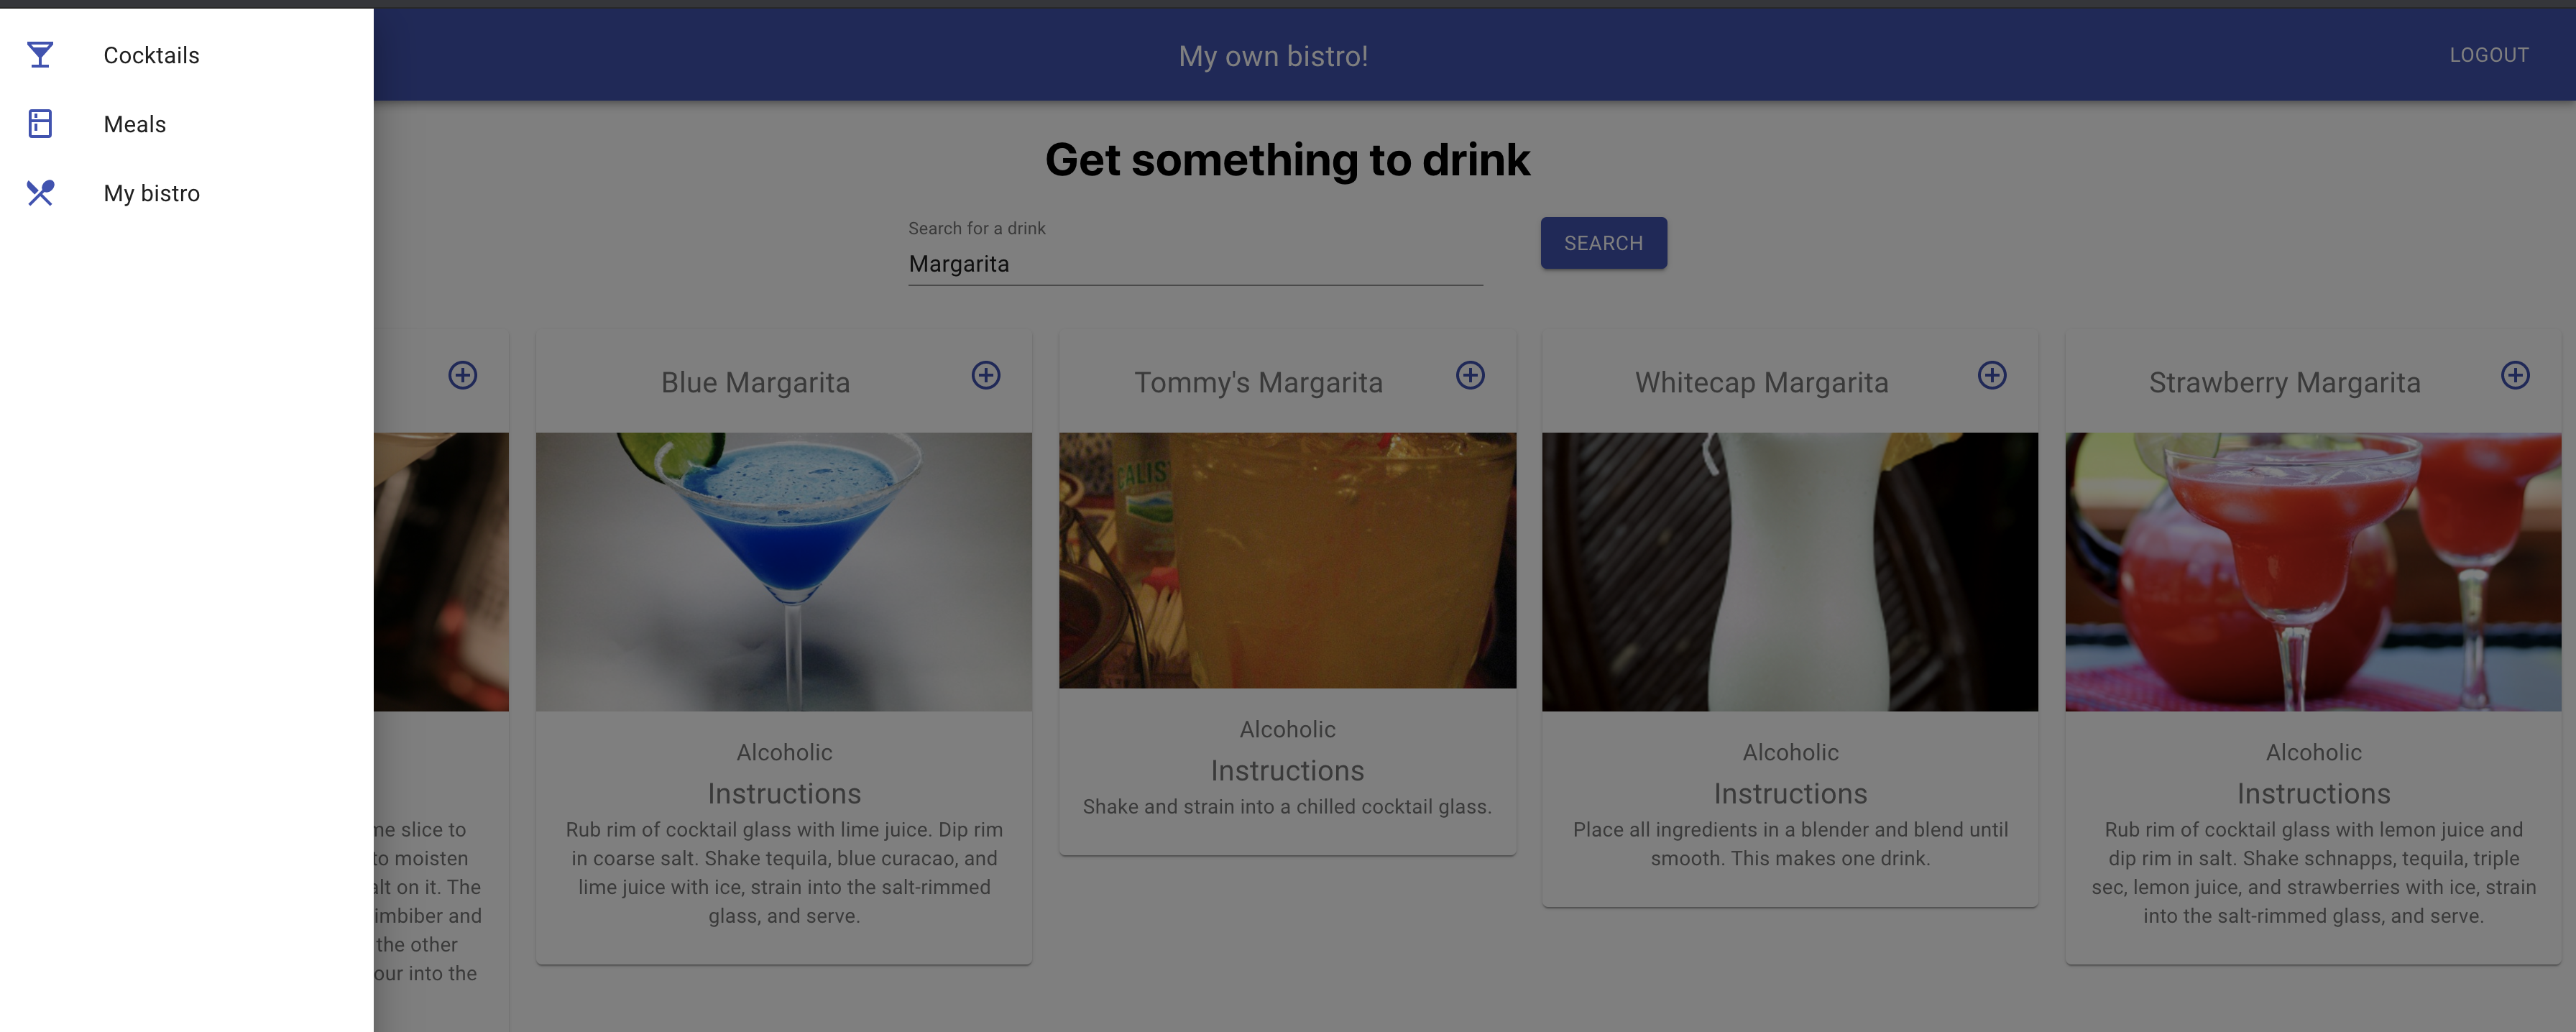 Cocktails
Meals
My bistro
My own bistro!
LOGOUT
Get something to drink
Search for a drink
Margarita
SEARCH
slice to
to moisten
on it. The
imbiber and
the other
into the
Blue Margarita
Alcoholic
Instructions
Rub rim of cocktail glass with lime juice. Dip rim
in coarse salt. Shake tequila, blue curacao, and
lime juice with ice, strain into the salt-rimmed
glass, and serve.
Tommy's Margarita
CALIS
Alcoholic
Instructions
Shake and strain into a chilled cocktail glass.
Whitecap Margarita
Alcoholic
Instructions
Place all ingredients in a blender and blend until
smooth. This makes one drink.
Strawberry Margarita
Alcoholic
Instructions
Rub rim of cocktail glass with lemon juice and
dip rim in salt. Shake schnapps, tequila, triple
sec, lemon juice, and strawberries with ice, strain
into the salt-rimmed glass, and serve.